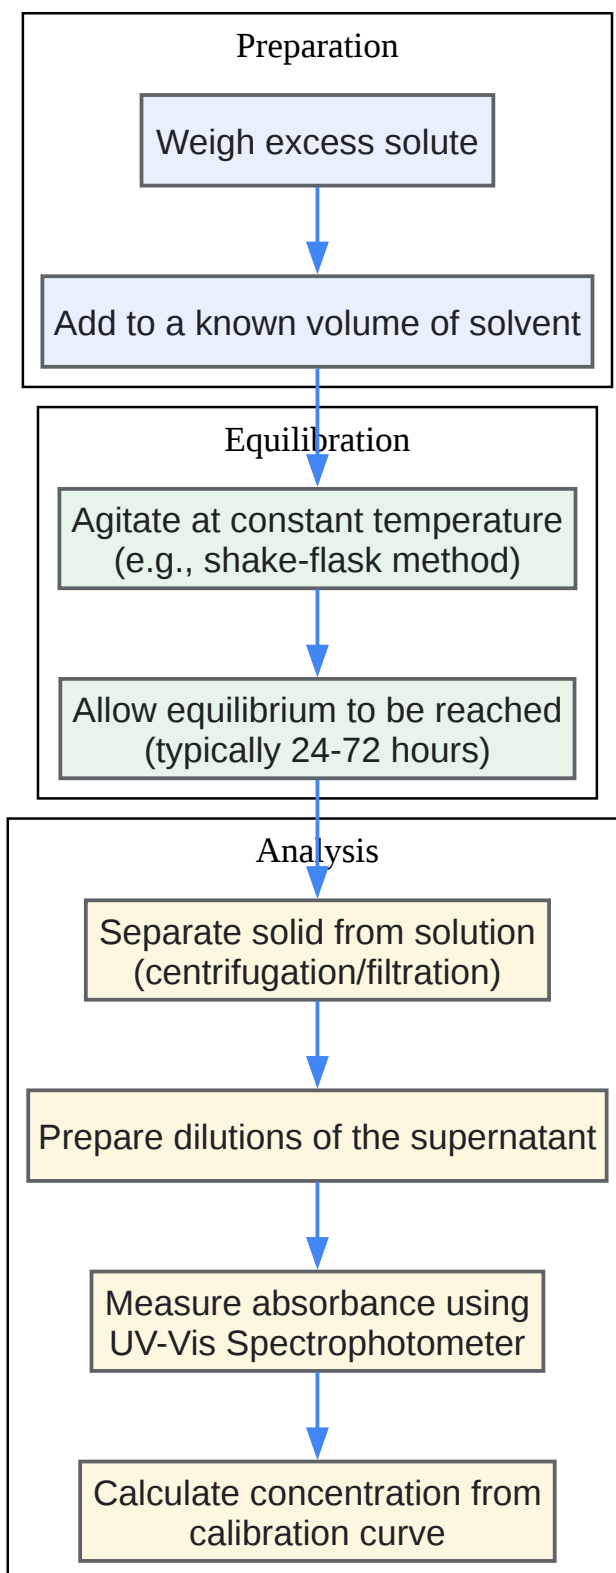 Preparation
Weigh excess solute
Add to a known volume of solvent
Equilibration
Agitate at constant temperature
(e.g., shake-flask method)
Allow equilibrium to be reached
(typically 24-72 hours)
Analysis
Separate solid from solution
(centrifugation/filtration)
Prepare dilutions of the supernatant
Measure absorbance using
UV-Vis Spectrophotometer
Calculate concentration from
calibration curve